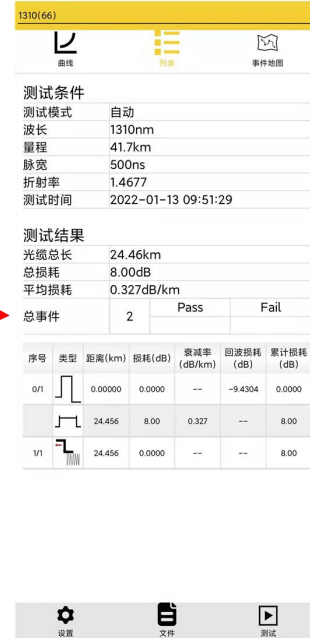 1310(66)
曲线 列表 事件地图
测试条件
测试模式 自动
波长 1310nm
量程 41.7km
脉宽 500ns
折射率 1.4677
测试时间 2022-01-13 09:51:29
测试结果
光缆总长 24.46km
总损耗 8.00dB
平均损耗 0.327dB/km
总事件 2 Pass Fail
序号 类型 距离(km) 损耗(dB) 衰减率(dB/km) 回波损耗(dB) 累计损耗(dB)
0/1 0.00000 0.0000 -- -9.4304 0.0000
24.456 8.00 0.327 -- 8.00
1/1 24.456 0.0000 -- -- 8.00
设置 文件 测试